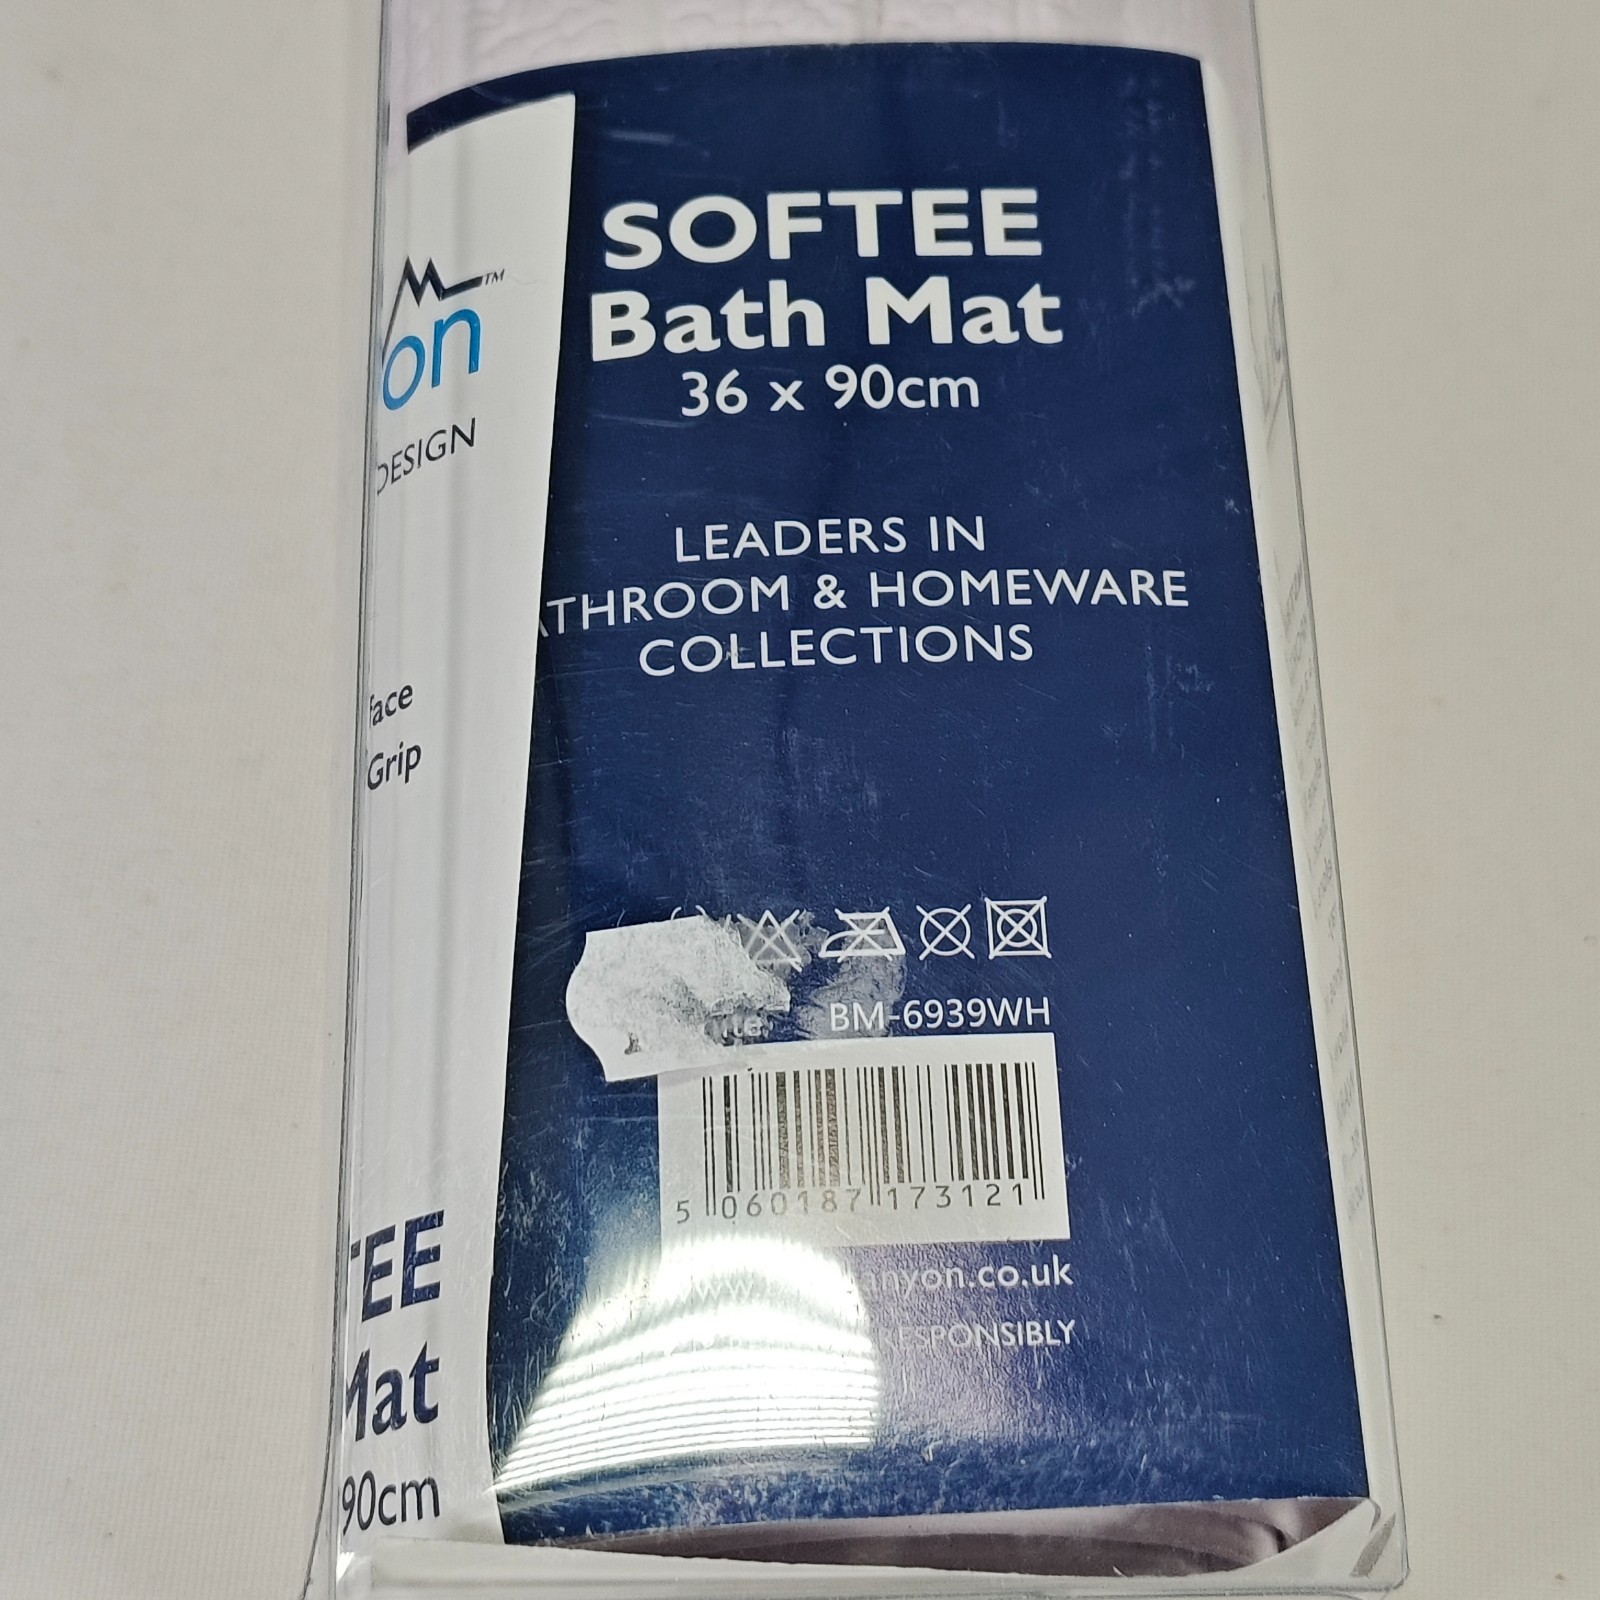 TM
on
DESIGN
Grip
TEE
Mat
90cm
SOFTEE
Bath Mat
36 x 90cm
LEADERS IN
ATHROOM & HOMEWARE
COLLECTIONS
BM-6939WH
5 060187 173121
anyon.co.uk
RESPONSIBLY